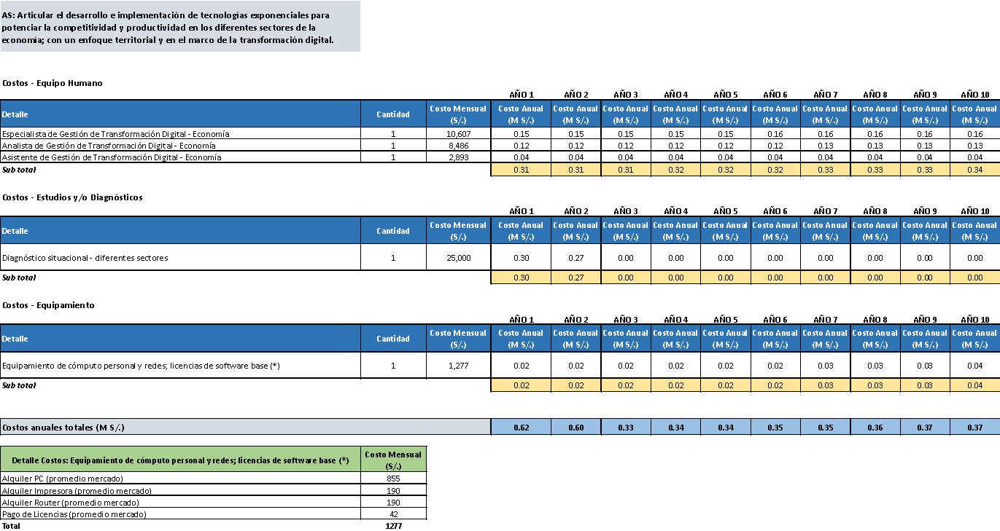 AS: Articular el desarrollo e implementación de tecnologías exponenciales para
potenciar la competitividad y productividad en los diferentes sectores de la
economía; con un enfoque territorial y en el marco de la transformación digital.
Costos - Equipo Humano
AÑO 1 AÑO 2 AÑO 3 AÑO 4 AÑO 5 AÑO 6 AÑO 7 AÑO 8 AÑO 9 AÑO 10
Detalle Cantidad Costo Mensual (S/.) Costo Anual (M S/.) Costo Anual (M S/.) Costo Anual (M S/.) Costo Anual (M S/.) Costo Anual (M S/.) Costo Anual (M S/.) Costo Anual (M S/.) Costo Anual (M S/.) Costo Anual (M S/.) Costo Anual (M S/.)
Especialista de Gestión de Transformación Digital - Economía 1 10,607 0.15 0.15 0.15 0.15 0.15 0.16 0.16 0.16 0.16 0.16
Analista de Gestión de Transformación Digital - Economía 1 8,486 0.12 0.12 0.12 0.12 0.12 0.12 0.13 0.13 0.13 0.13
Asistente de Gestión de Transformación Digital - Economía 1 2,893 0.04 0.04 0.04 0.04 0.04 0.04 0.04 0.04 0.04 0.04
Sub total 0.31 0.31 0.31 0.32 0.32 0.32 0.33 0.33 0.33 0.34
Costos - Estudios y/o Diagnósticos
AÑO 1 AÑO 2 AÑO 3 AÑO 4 AÑO 5 AÑO 6 AÑO 7 AÑO 8 AÑO 9 AÑO 10
Detalle Cantidad Costo Mensual (S/.) Costo Anual (M S/.) Costo Anual (M S/.) Costo Anual (M S/.) Costo Anual (M S/.) Costo Anual (M S/.) Costo Anual (M S/.) Costo Anual (M S/.) Costo Anual (M S/.) Costo Anual (M S/.) Costo Anual (M S/.)
Diagnóstico situacional - diferentes sectores 1 25,000 0.30 0.27 0.00 0.00 0.00 0.00 0.00 0.00 0.00 0.00
Sub total 0.30 0.27 0.00 0.00 0.00 0.00 0.00 0.00 0.00 0.00
Costos - Equipamiento
AÑO 1 AÑO 2 AÑO 3 AÑO 4 AÑO 5 AÑO 6 AÑO 7 AÑO 8 AÑO 9 AÑO 10
Detalle Cantidad Costo Mensual (S/.) Costo Anual (M S/.) Costo Anual (M S/.) Costo Anual (M S/.) Costo Anual (M S/.) Costo Anual (M S/.) Costo Anual (M S/.) Costo Anual (M S/.) Costo Anual (M S/.) Costo Anual (M S/.) Costo Anual (M S/.)
Equipamiento de cómputo personal y redes; licencias de software base (*) 1 1,277 0.02 0.02 0.02 0.02 0.02 0.02 0.03 0.03 0.03 0.04
Sub total 0.02 0.02 0.02 0.02 0.02 0.02 0.03 0.03 0.03 0.04
Costos anuales totales (M S/.) 0.62 0.60 0.33 0.34 0.34 0.35 0.35 0.36 0.37 0.37
Detalle Costos: Equipamiento de cómputo personal y redes; licencias de software base (*) Costo Mensual (S/.)
Alquiler PC (promedio mercado) 855
Alquiler Impresora (promedio mercado) 190
Alquiler Router (promedio mercado) 190
Pago de Licencias (promedio mercado) 42
Total 1277